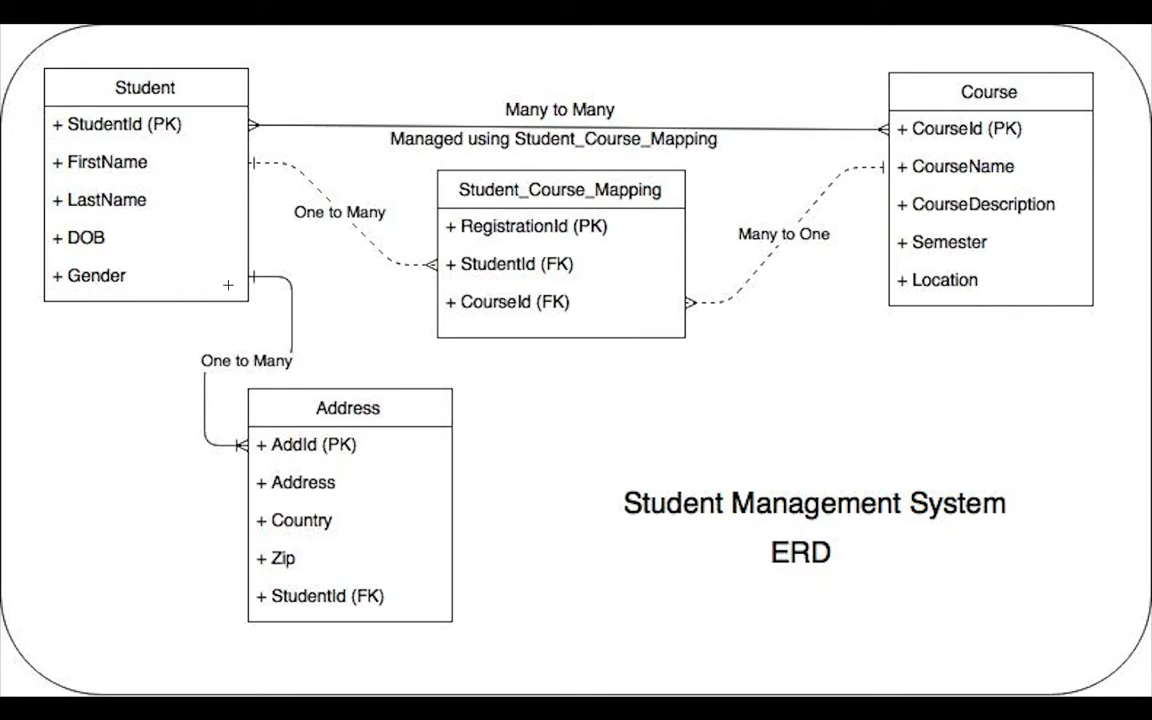 Student
+ StudentId (PK)
+ FirstName
+ LastName
+ DOB
+ Gender
Many to Many
Managed using Student_Course_Mapping
Student_Course_Mapping
+ RegistrationId (PK)
+ StudentId (FK)
+ CourseId (FK)
One to Many
Many to One
Course
+ CourseId (PK)
+ CourseName
+ CourseDescription
+ Semester
+ Location
One to Many
Address
+ AddId (PK)
+ Address
+ Country
+ Zip
+ StudentId (FK)
Student Management System
ERD